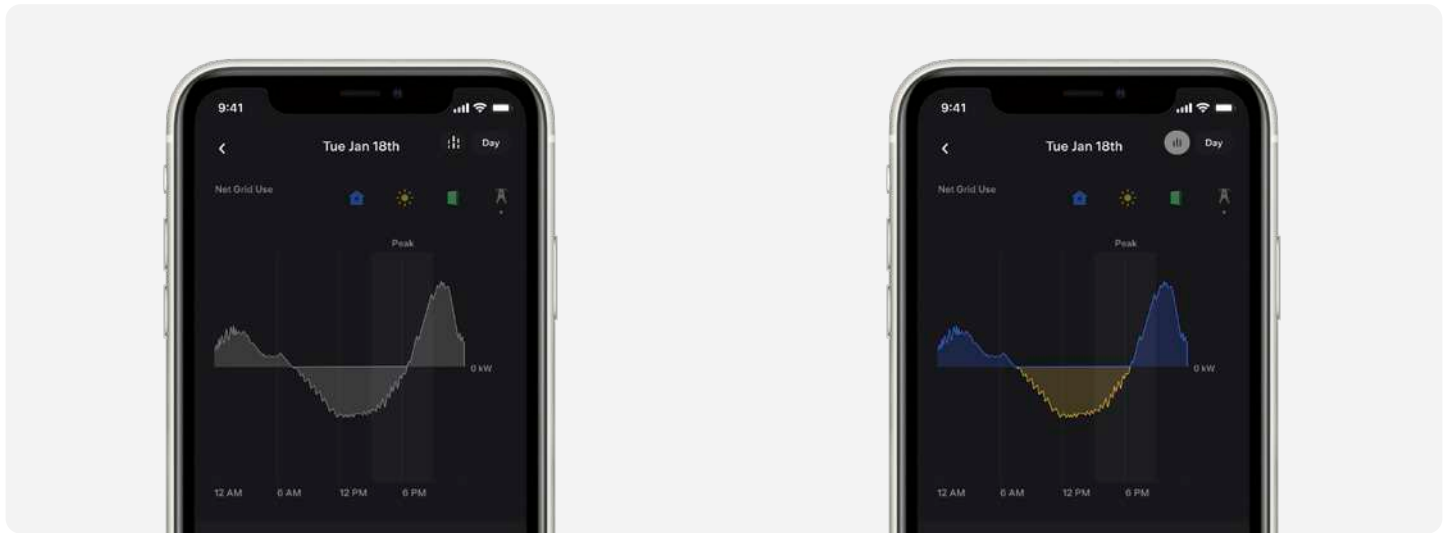 9:41
Tue Jan 18th Day
Net Grid Use
Peak
0 kW
12 AM 6 AM 12 PM 6 PM
9:41
Tue Jan 18th Day
Net Grid Use
Peak
0 kW
12 AM 6 AM 12 PM 6 PM